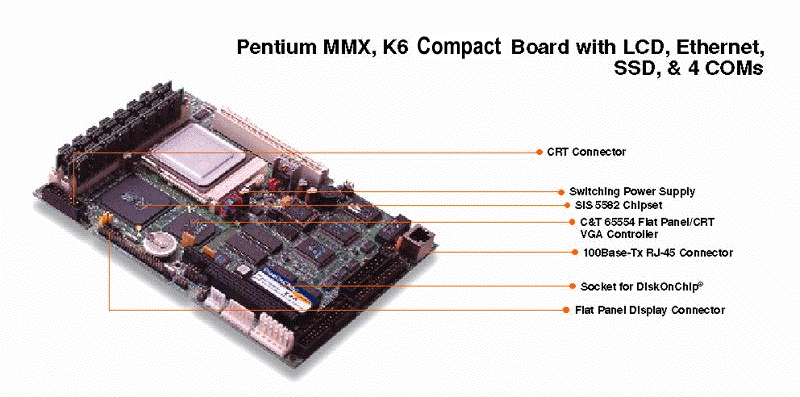 Pentium MMX, K6 Compact Board with LCD, Ethernet,
SSD, & 4 COMs
CRT Connector
Switching Power Supply
SIS 5582 Chipset
C&T 65554 Flat Panel/CRT
VGA Controller
100Base-Tx RJ-45 Connector
Socket for DiskOnChip®
Flat Panel Display Connector